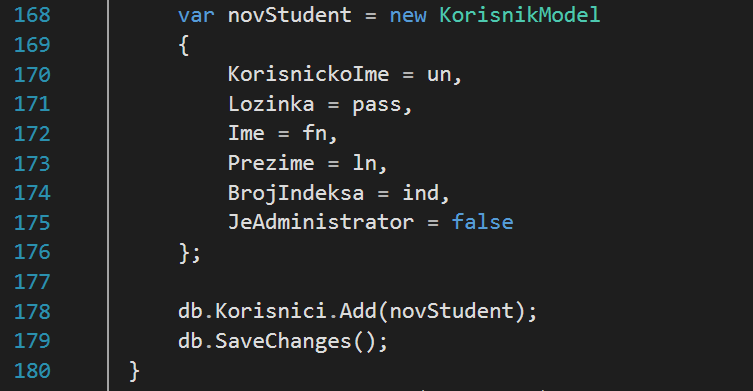 168 var novStudent = new KorisnikModel
169 {
170 KorisnickoIme = un,
171 Lozinka = pass,
172 Ime = fn,
173 Prezime = ln,
174 BrojIndeksa = ind,
175 JeAdministrator = false
176 };
177
178 db.Korisnici.Add(novStudent);
179 db.SaveChanges();
180 }